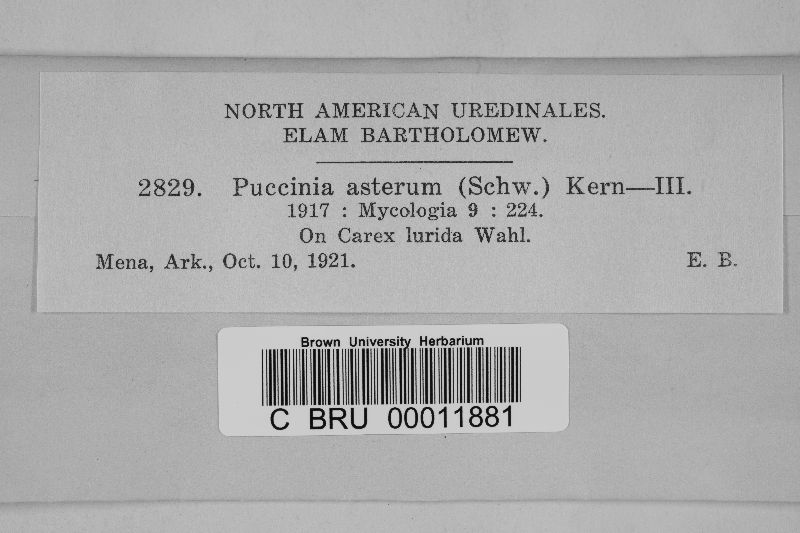 NORTH AMERICAN UREDINALES.
ELAM BARTHOLOMEW.
2829. Puccinia asterum (Schw.) Kern—III.
1917 : Mycologia 9 : 224.
On Carex lurida Wahl.
Mena, Ark., Oct. 10, 1921. E. B.
Brown University Herbarium
C BRU 00011881